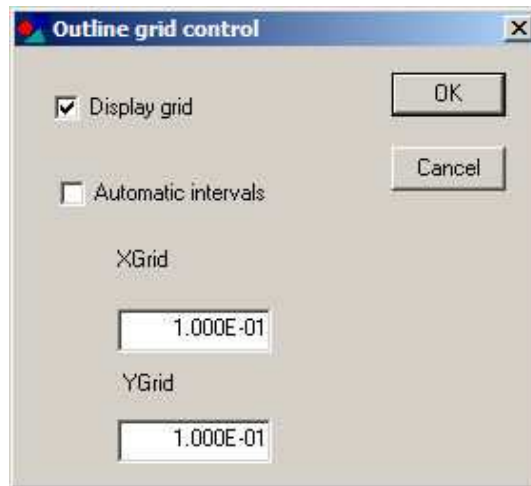 Outline grid control
Display grid
OK
Automatic intervals
Cancel
XGrid
1.000E-01
YGrid
1.000E-01